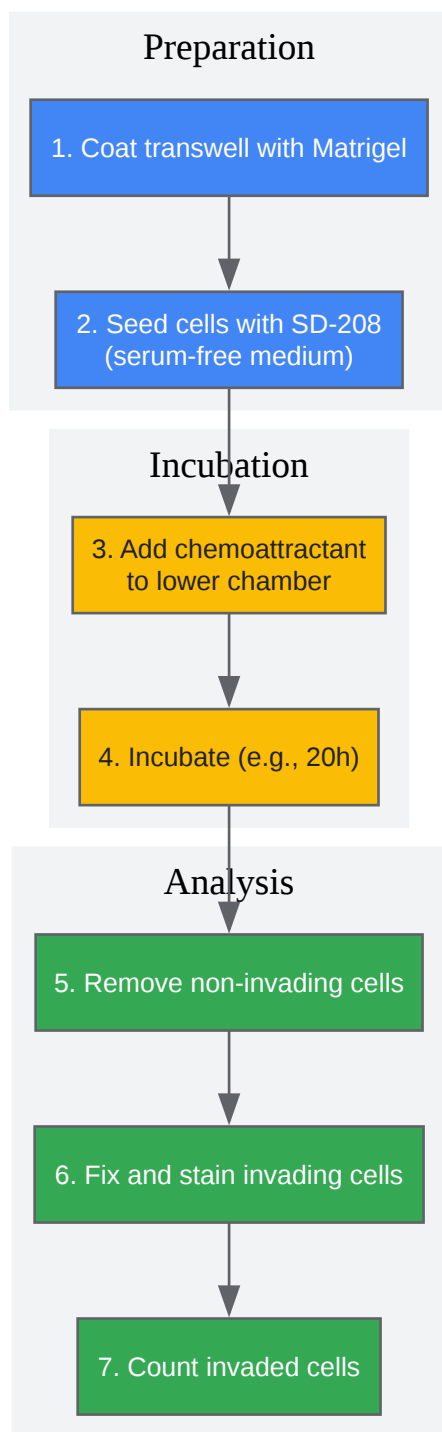 Preparation
1. Coat transwell with Matrigel
2. Seed cells with SD-208
(serum-free medium)
Incubation
3. Add chemoattractant
to lower chamber
4. Incubate (e.g., 20h)
Analysis
5. Remove non-invading cells
6. Fix and stain invading cells
7. Count invaded cells